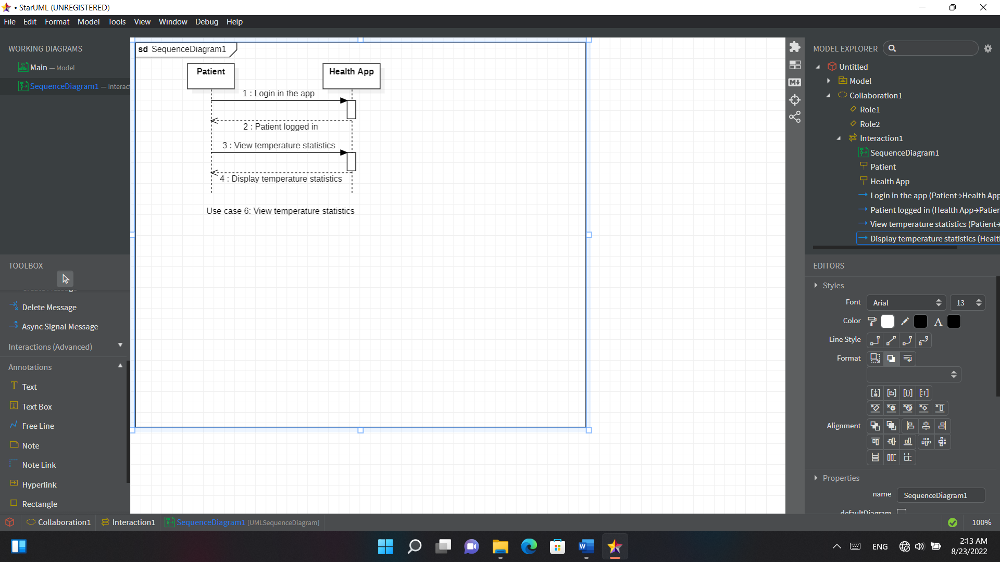 • StarUML (UNREGISTERED)
File Edit Format Model Tools View Window Debug Help
WORKING DIAGRAMS
Main — Model
SequenceDiagram1 — Interact
TOOLBOX
Create Message
Delete Message
Async Signal Message
Interactions (Advanced)
Annotations
Text
Text Box
Free Line
Note
Note Link
Hyperlink
Rectangle
sd SequenceDiagram1
Patient
Health App
1 : Login in the app
2 : Patient logged in
3 : View temperature statistics
4 : Display temperature statistics
Use case 6: View temperature statistics
MODEL EXPLORER
Untitled
Model
Collaboration1
Role1
Role2
Interaction1
SequenceDiagram1
Patient
Health App
Login in the app (Patient→Health App
Patient logged in (Health App→Patien
View temperature statistics (Patient→
Display temperature statistics (Healt
EDITORS
Styles
Font Arial 13
Color A
Line Style
Format
Alignment
Properties
name SequenceDiagram1
defaultDiagram
Collaboration1 Interaction1 SequenceDiagram1 [UMLSequenceDiagram]
100%
ENG
2:13 AM
8/23/2022